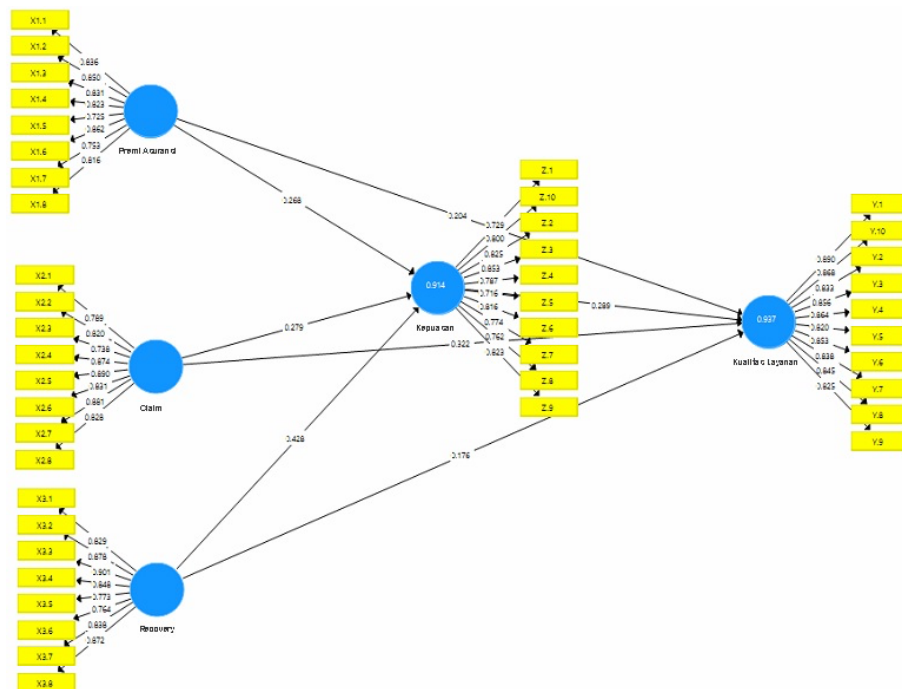 X1.1
X1.2
X1.3
X1.4
X1.5
X1.6
X1.7
X1.8
0.836
0.850
0.831
0.823
0.725
0.862
0.753
0.816
Premi Asuransi
0.268
0.204
X2.1
X2.2
X2.3
X2.4
X2.5
X2.6
X2.7
X2.8
0.789
0.820
0.738
0.874
0.890
0.831
0.881
0.828
Claim
0.279
0.322
X3.1
X3.2
X3.3
X3.4
X3.5
X3.6
X3.7
X3.8
0.829
0.878
0.901
0.848
0.773
0.764
0.838
0.872
Recovery
0.428
0.176
0.914
Kepuasan
0.729
0.800
0.825
0.853
0.787
0.716
0.816
0.774
0.762
0.823
Z.1
Z.10
Z.2
Z.3
Z.4
Z.5
Z.6
Z.7
Z.8
Z.9
0.289
0.937
Kualitas Layanan
0.890
0.868
0.833
0.856
0.864
0.820
0.853
0.838
0.845
0.825
Y.1
Y.10
Y.2
Y.3
Y.4
Y.5
Y.6
Y.7
Y.8
Y.9